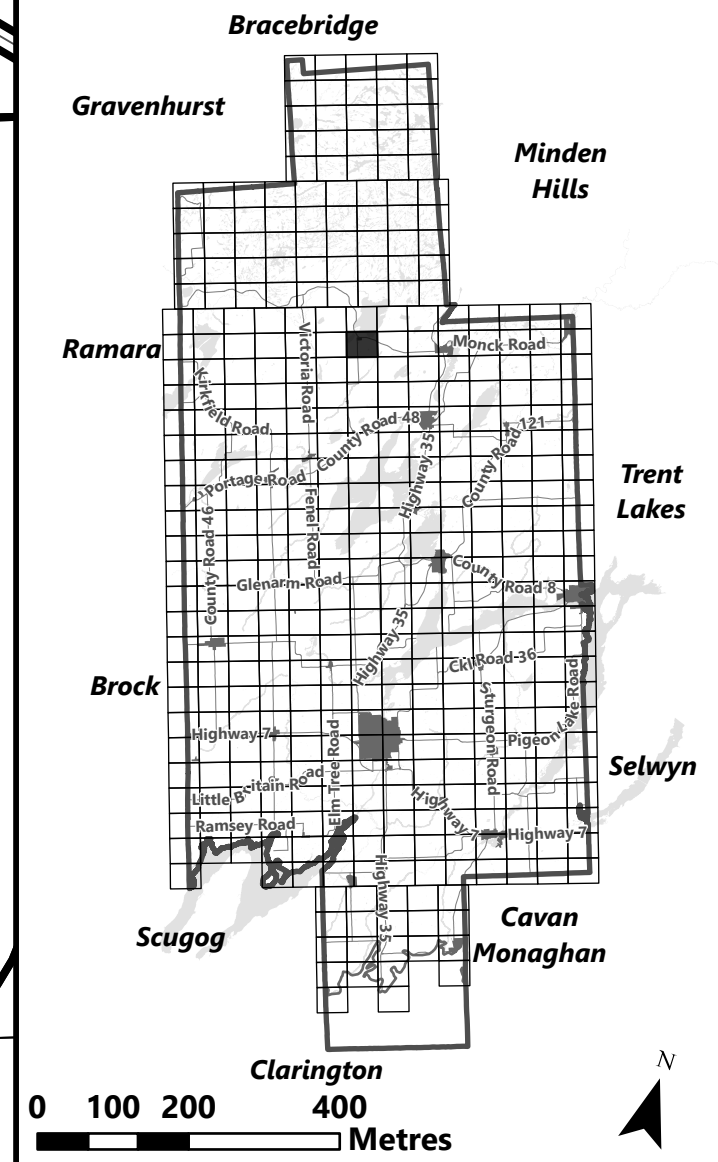 Bracebridge
Gravenhurst
Minden
Hills
Ramara
Monck Road
Victoria Road
Kirkfield Road
County Road 48
County Road 121
Highway 35
Portage Road
Trent
Lakes
Fenel Road
County Road 46
Glenarm Road
County Road 8
Highway 35
Ckl Road 36
Brock
Pigeon Lake Road
Sturgeon Road
Highway 7
Elm Tree Road
Selwyn
Little Britain Road
Ramsey Road
Highway 7
Highway 7
Highway 35
Scugog
Cavan
Monaghan
Clarington
N
0 100 200 400
Metres